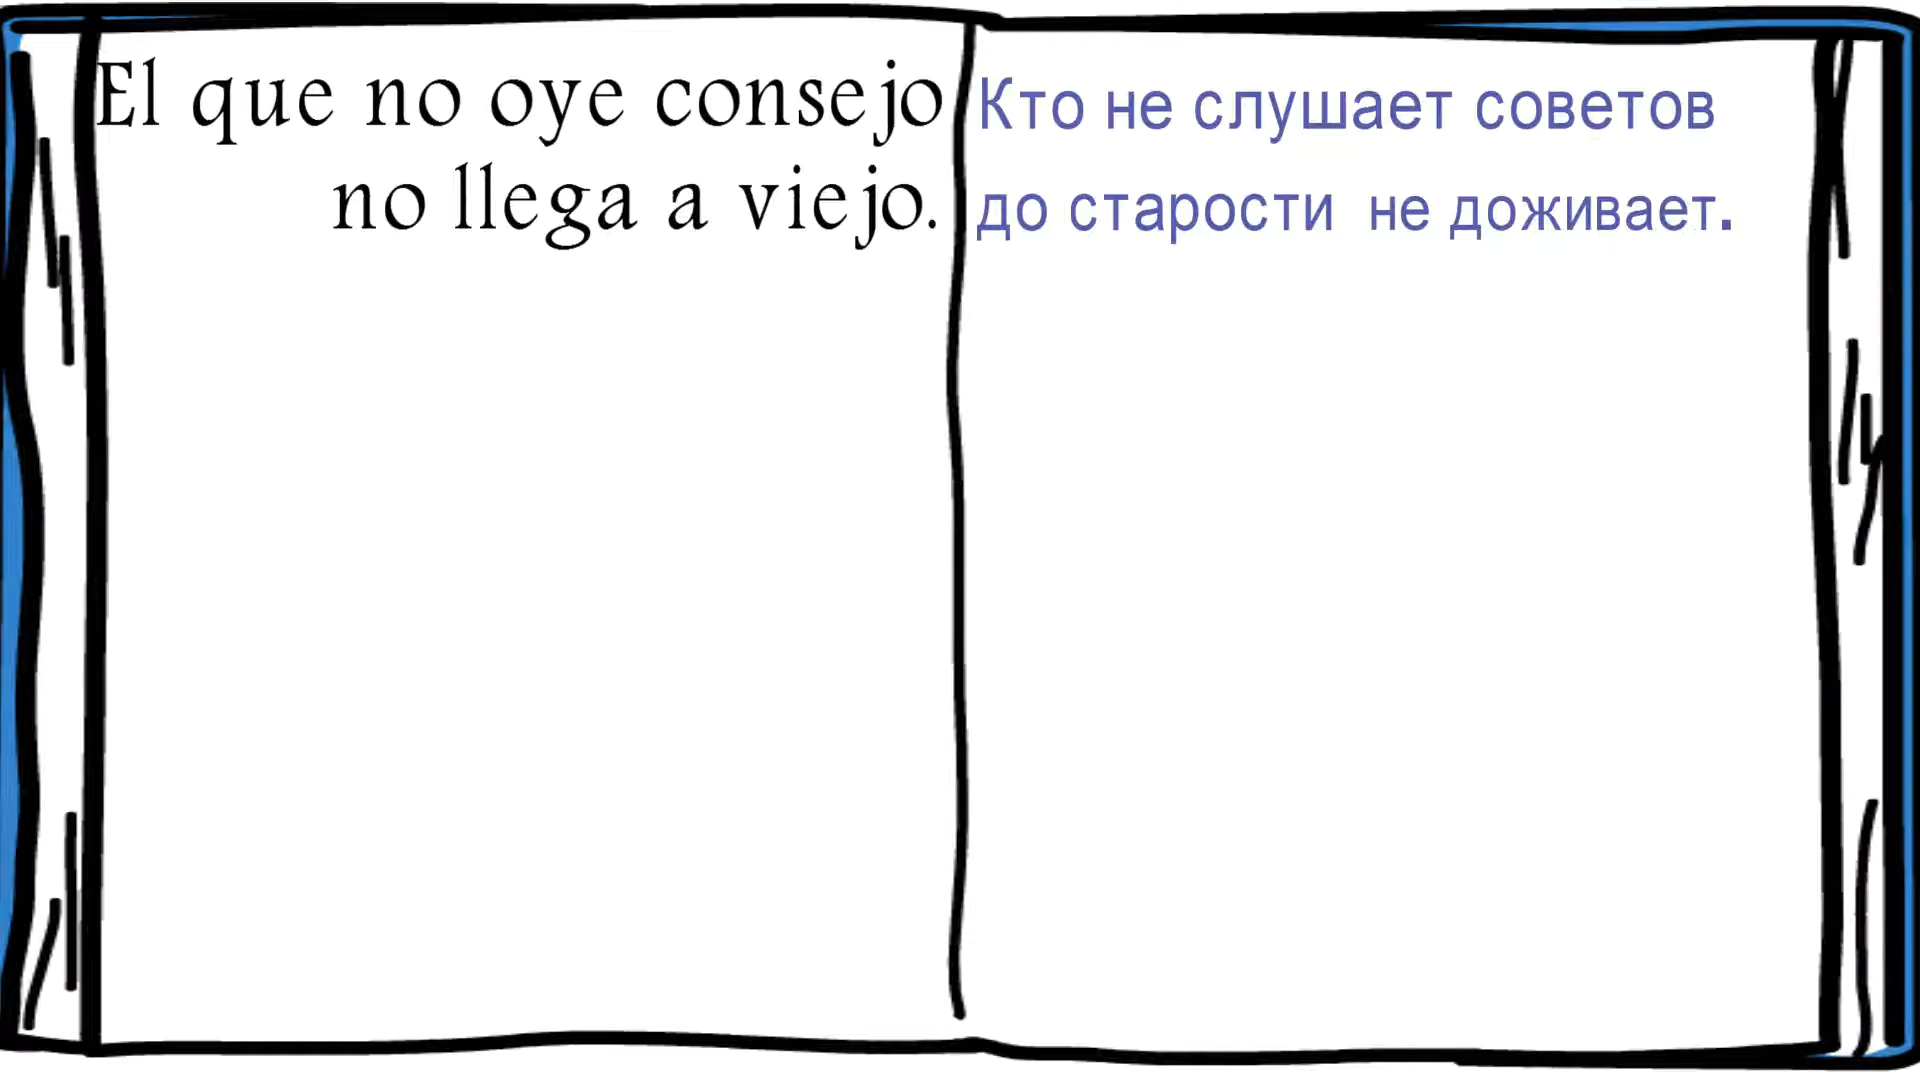 El que no oye consejo
no llega a viejo.
Кто не слушает советов
до старости не доживает.